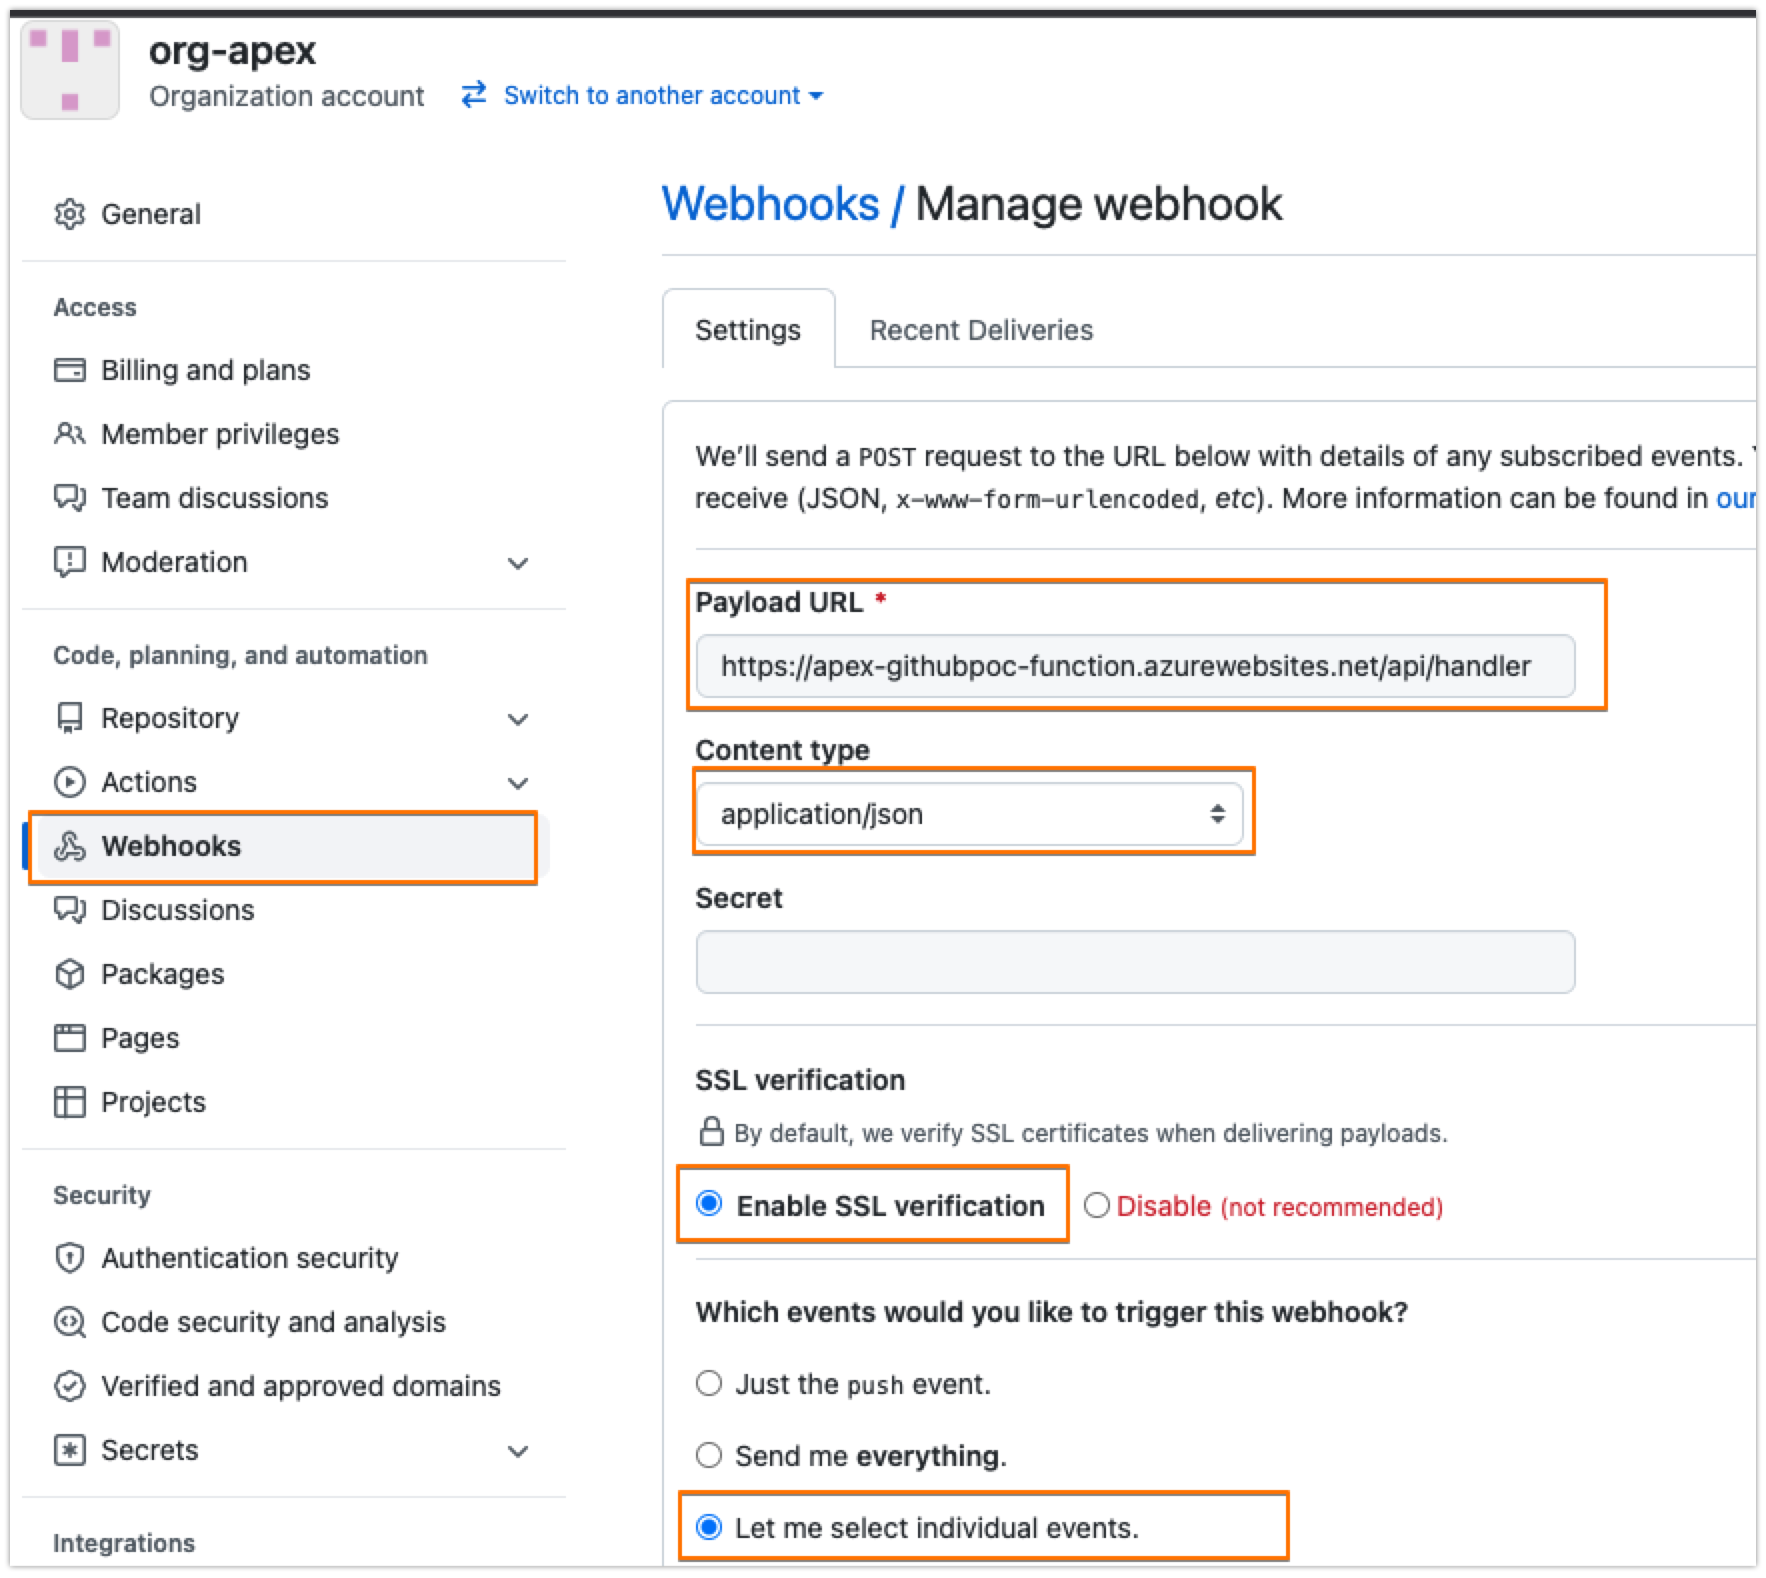 org-apex
Organization account
Switch to another account
General
Access
Billing and plans
Member privileges
Team discussions
Moderation
Code, planning, and automation
Repository
Actions
Webhooks
Discussions
Packages
Pages
Projects
Security
Authentication security
Code security and analysis
Verified and approved domains
Secrets
Integrations
Webhooks / Manage webhook
Settings
Recent Deliveries
We'll send a POST request to the URL below with details of any subscribed events.
receive (JSON, x-www-form-urlencoded, etc). More information can be found in our
Payload URL *
https://apex-githubpoc-function.azurewebsites.net/api/handler
Content type
application/json
Secret
SSL verification
By default, we verify SSL certificates when delivering payloads.
Enable SSL verification
Disable (not recommended)
Which events would you like to trigger this webhook?
Just the push event.
Send me everything.
Let me select individual events.